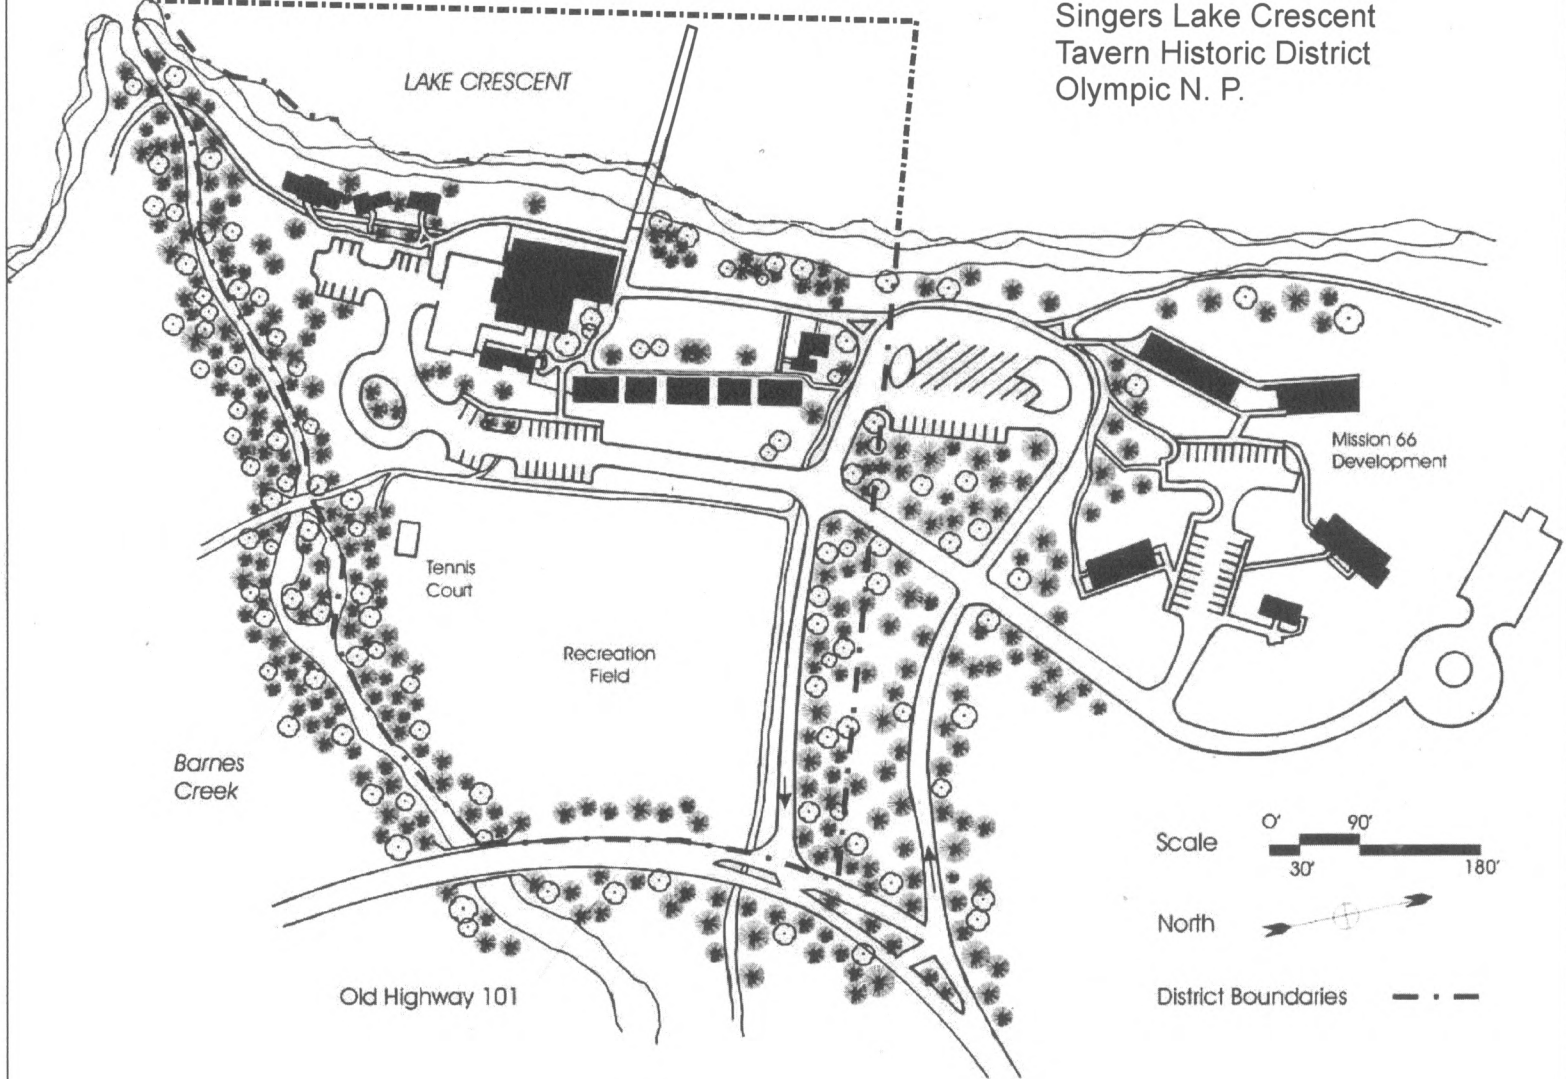 Singers Lake Crescent
Tavern Historic District
Olympic N. P.
LAKE CRESCENT
Mission 66
Development
Tennis
Court
Recreation
Field
Barnes
Creek
Scale
0' 90'
30' 180'
North
Old Highway 101
District Boundaries